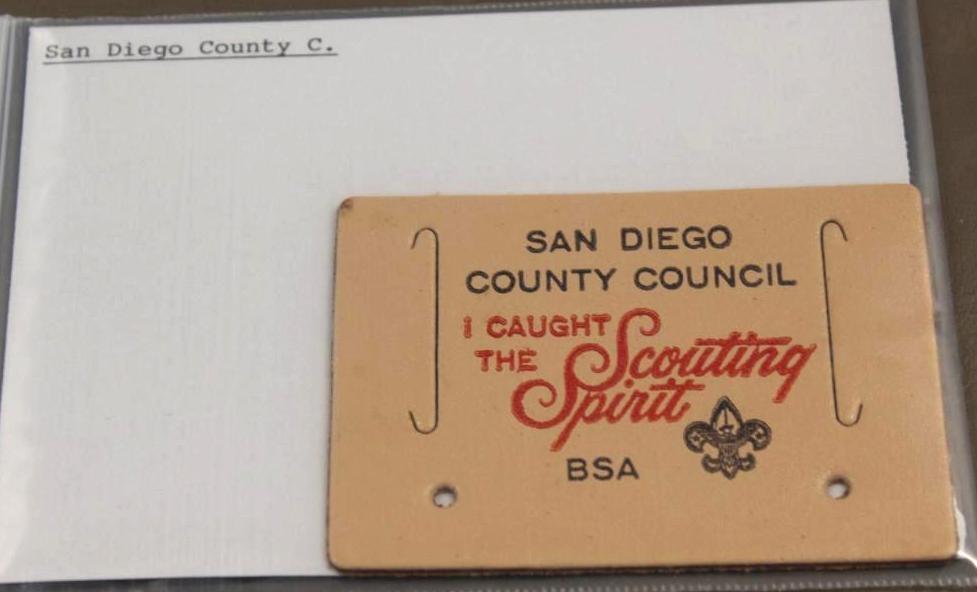 San Diego County C.
SAN DIEGO
COUNTY COUNCIL
I CAUGHT
THE Scouting
Spirit
BSA